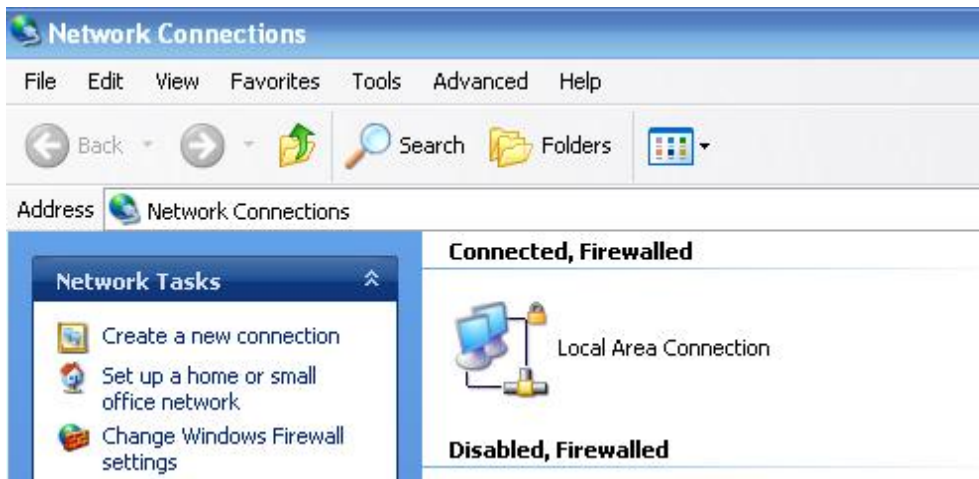 Network Connections
File Edit View Favorites Tools Advanced Help
Back Search Folders
Address Network Connections
Network Tasks
Create a new connection
Set up a home or small
office network
Change Windows Firewall
settings
Connected, Firewalled
Local Area Connection
Disabled, Firewalled